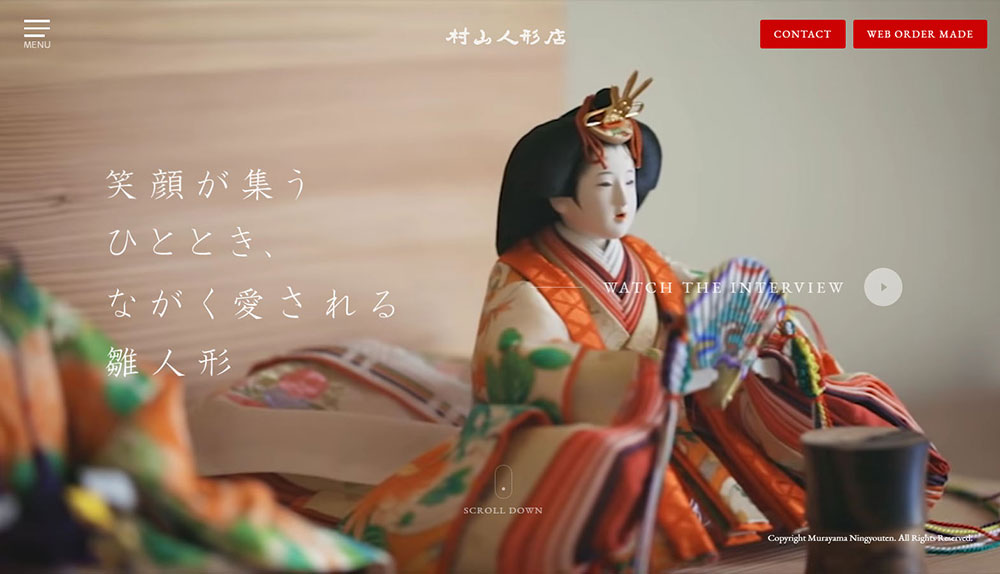 MENU
村山人形店
CONTACT
WEB ORDER MADE
笑顔が集う
ひととき、
ながく愛される
雛人形
WATCH THE INTERVIEW
SCROLL DOWN
Copyright Murayama Ningyouten. All Rights Reserved.